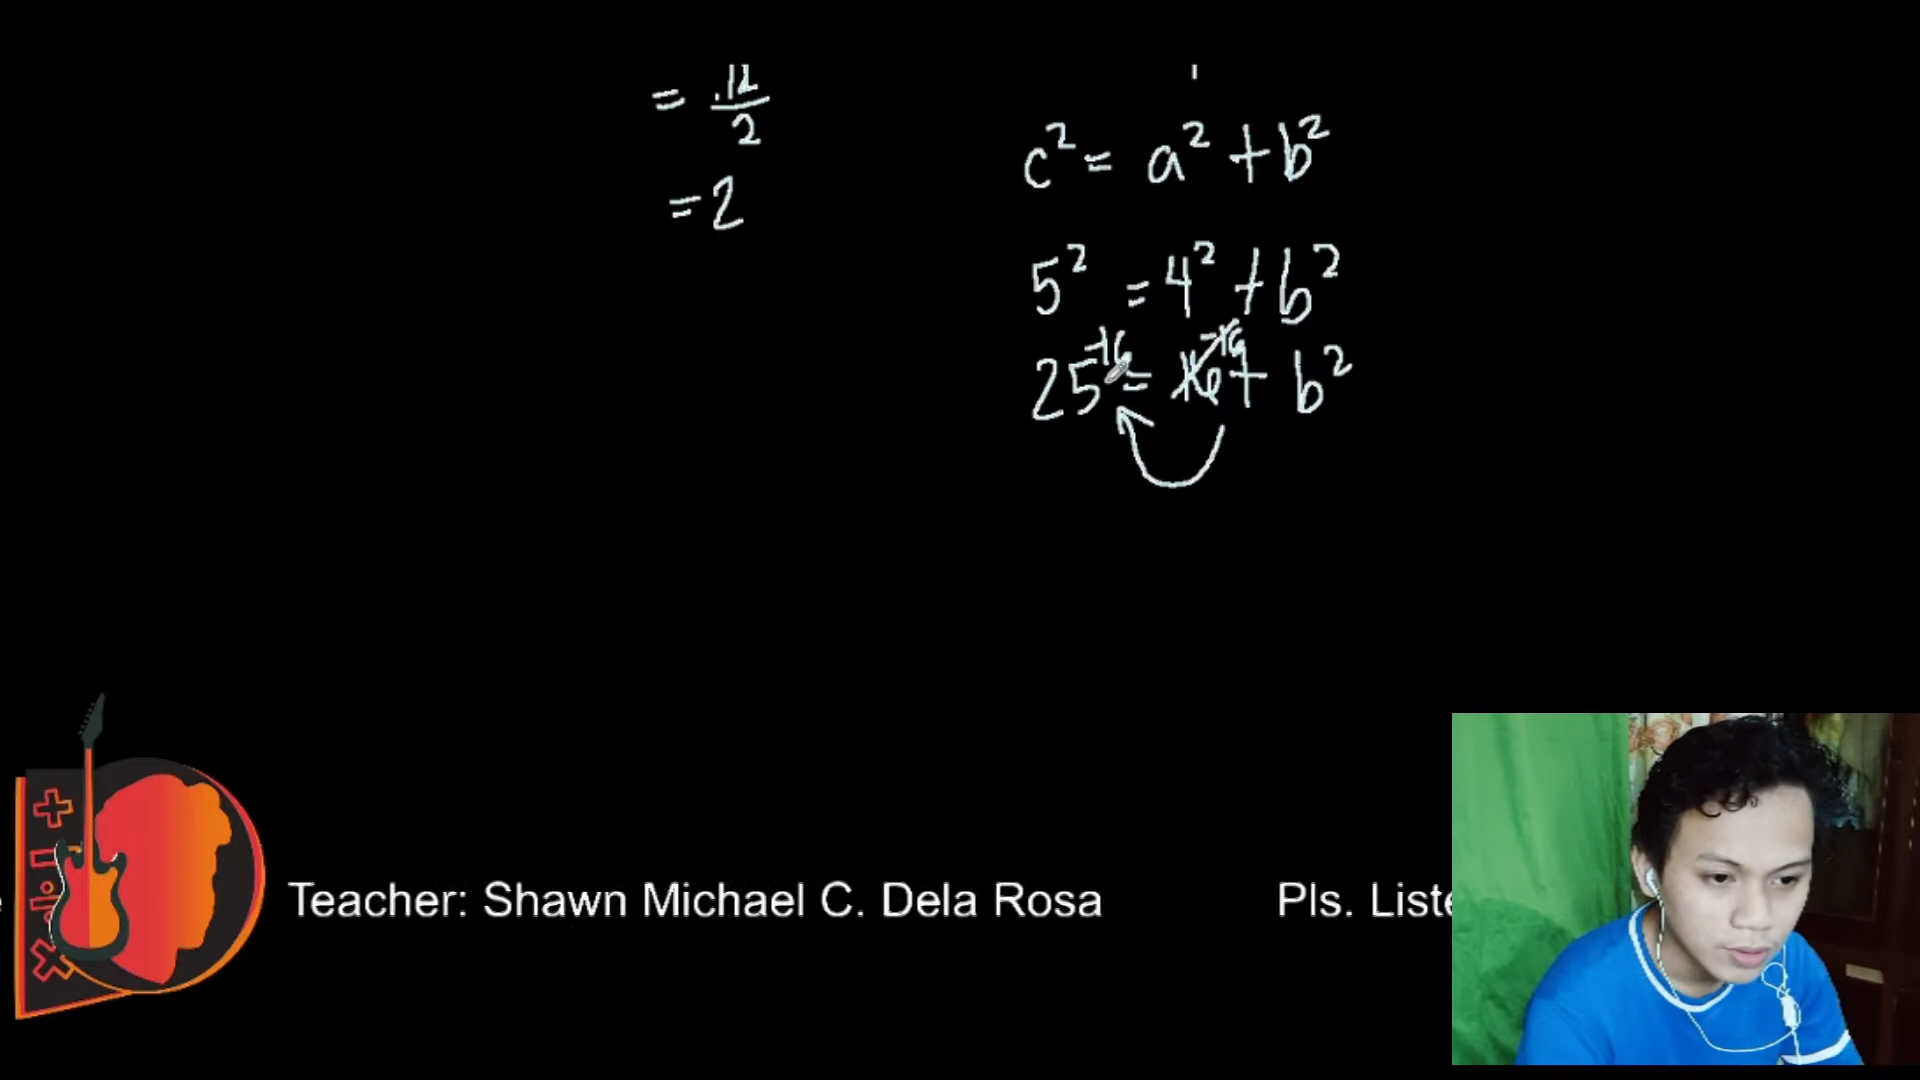 = 12/2
= 2
c² = a² + b²
5² = 4² + b²
25⁻¹⁶ = 16⁻¹⁶ + b²
Teacher: Shawn Michael C. Dela Rosa
Pls. Liste